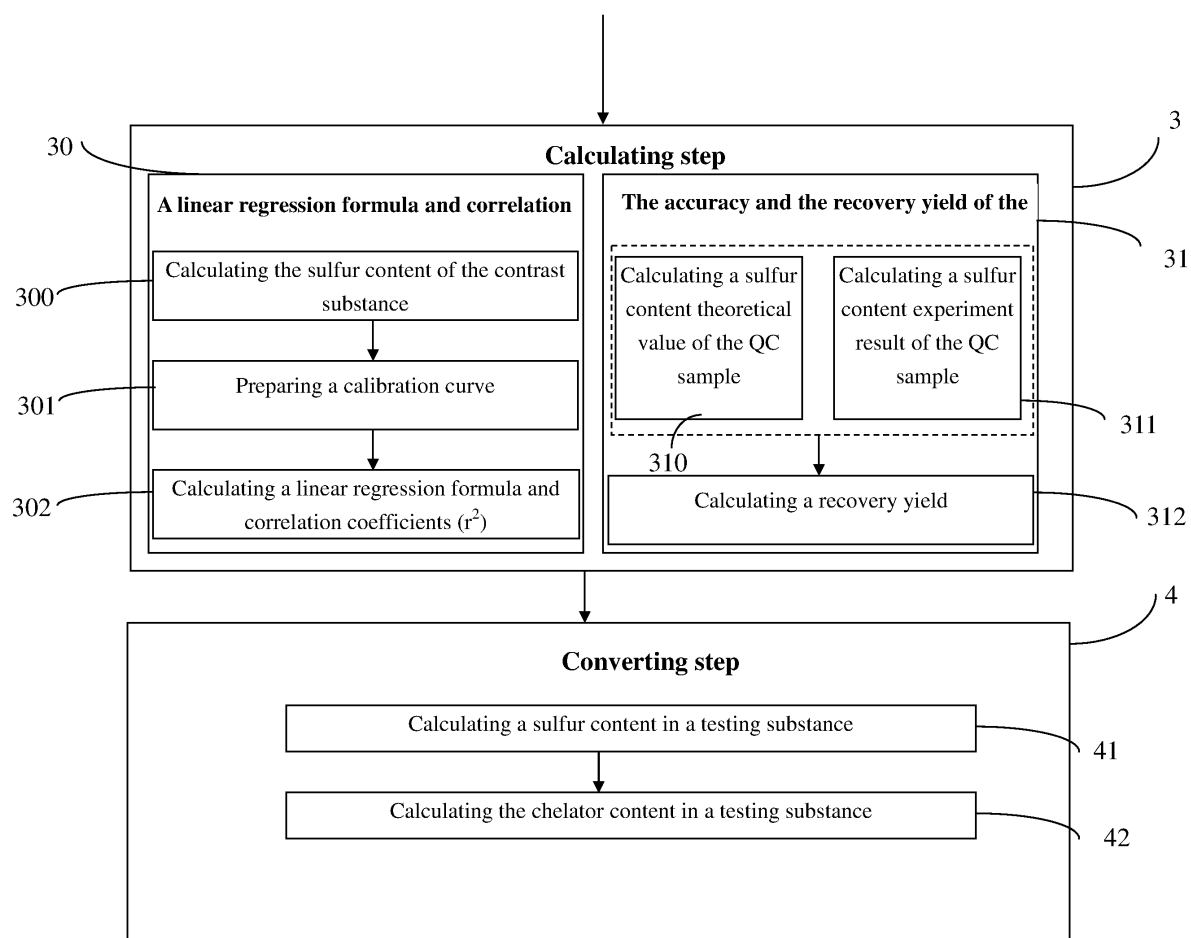 3
30
Calculating step
A linear regression formula and correlation
The accuracy and the recovery yield of the
31
300
Calculating the sulfur content of the contrast
substance
301
Preparing a calibration curve
302
Calculating a linear regression formula and
correlation coefficients (r²)
Calculating a sulfur
content theoretical
value of the QC
sample
310
Calculating a sulfur
content experiment
result of the QC
sample
311
Calculating a recovery yield
312
4
Converting step
Calculating a sulfur content in a testing substance
41
Calculating the chelator content in a testing substance
42